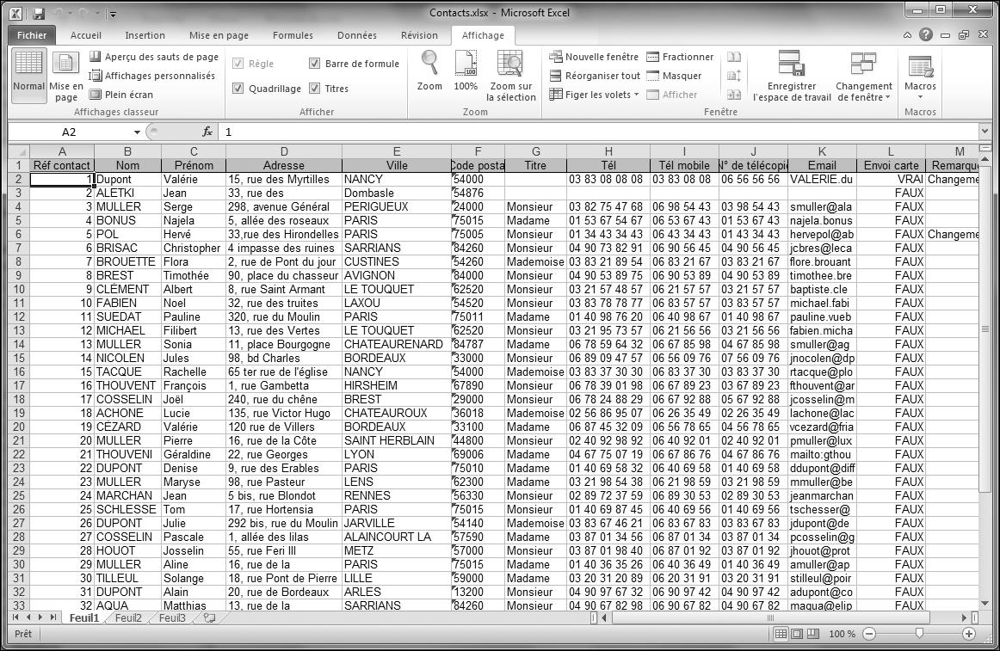 Contacts.xlsx - Microsoft Excel
Fichier Accueil Insertion Mise en page Formules Données Révision Affichage
Normal Mise en page Aperçu des sauts de page Affichages personnalisés Plein écran Affichages classeur
Règle Barre de formule Quadrillage Titres Afficher
Zoom 100% Zoom sur la sélection Zoom
Nouvelle fenêtre Réorganiser tout Figer les volets Fractionner Masquer Afficher Enregistrer l'espace de travail Changement de fenêtre Fenêtre
Macros Macros
A2 fx 1
A B C D E F G H I J K L M
1 Réf contact Nom Prénom Adresse Ville Code posta Titre Tél Tél mobile N° de télécopie Email Envoi carte Remarqu
2 1 Dupont Valérie 15, rue des Myrtilles NANCY 54000 03 83 08 08 08 03 83 08 08 06 56 56 56 VALERIE.du VRAI Changeme
3 2 ALETKI Jean 33, rue des Dombasle 54876 FAUX
4 3 MULLER Serge 298, avenue Général PERIGUEUX 24000 Monsieur 03 82 75 47 68 06 98 54 43 03 98 54 43 smuller@ala FAUX
5 4 BONUS Najela 5, allée des roseaux PARIS 75015 Madame 01 53 67 54 67 06 53 67 43 01 53 67 43 najela.bonus FAUX
6 5 POL Hervé 33,rue des Hirondelles PARIS 75005 Monsieur 01 34 43 34 43 06 43 34 43 01 43 34 43 hervepol@ab FAUX Changeme
7 6 BRISAC Christopher 4 impasse des ruines SARRIANS 84260 Monsieur 04 90 73 82 91 06 90 56 45 04 90 56 45 jcbres@leca FAUX
8 7 BROUETTE Flora 2, rue de Pont du jour CUSTINES 54260 Mademoise 03 83 21 89 54 06 83 21 67 03 83 21 67 flore.brouant FAUX
9 8 BREST Timothée 90, place du chasseur AVIGNON 84000 Monsieur 04 90 53 89 75 06 90 53 89 04 90 53 89 timothee.bre FAUX
10 9 CLÉMENT Albert 8, rue Saint Armant LE TOUQUET 62520 Monsieur 03 21 57 48 57 06 21 57 57 03 21 57 57 baptiste.cle FAUX
11 10 FABIEN Noel 32, rue des truites LAXOU 54520 Monsieur 03 83 78 78 77 06 83 57 57 03 83 57 57 michael.fabi FAUX
12 11 SUEDAT Pauline 320, rue du Moulin PARIS 75011 Madame 01 40 98 76 20 06 40 98 67 01 40 98 67 pauline.vueb FAUX
13 12 MICHAEL Filibert 13, rue des Vertes LE TOUQUET 62520 Monsieur 03 21 95 73 57 06 21 56 56 03 21 56 56 fabien.micha FAUX
14 13 MULLER Sonia 11, place Bourgogne CHATEAURENARD 84787 Madame 06 78 59 64 32 06 67 85 98 04 67 85 98 smuller@ag FAUX
15 14 NICOLEN Jules 98, bd Charles BORDEAUX 33000 Monsieur 06 89 09 47 57 06 56 09 76 07 56 09 76 jnocolen@dp FAUX
16 15 TACQUE Rachelle 65 ter rue de l'église NANCY 54000 Mademoise 03 83 37 30 30 06 83 37 30 03 83 37 30 rtacque@plo FAUX
17 16 THOUVENT François 1, rue Gambetta HIRSHEIM 67890 Monsieur 06 78 39 01 98 06 67 89 23 03 67 89 23 fthouvent@ar FAUX
18 17 COSSELIN Joël 240, rue du chêne BREST 29000 Monsieur 06 78 24 88 29 06 67 92 88 05 67 92 88 jcosselin@m FAUX
19 18 ACHONE Lucie 135, rue Victor Hugo CHATEAUROUX 36018 Mademoise 02 56 86 95 07 06 26 35 49 02 26 35 49 lachone@lac FAUX
20 19 CÉZARD Valérie 120 rue de Villers BORDEAUX 33100 Madame 06 87 45 32 09 06 56 78 65 04 56 78 65 vcezard@fria FAUX
21 20 MULLER Pierre 16, rue de la Côte SAINT HERBLAIN 44800 Monsieur 02 40 92 98 92 06 40 92 01 02 40 92 01 pmuller@lux FAUX
22 21 THOUVENI Géraldine 22, rue Georges LYON 69006 Madame 04 67 75 07 19 06 67 86 76 04 67 86 76 mailto:gthou FAUX
23 22 DUPONT Denise 9, rue des Erables PARIS 75010 Madame 01 40 69 58 32 06 40 69 58 01 40 69 58 ddupont@diff FAUX
24 23 MULLER Maryse 98, rue Pasteur LENS 62300 Madame 03 21 98 54 38 06 21 98 59 03 21 98 59 mmuller@be FAUX
25 24 MARCHAN Jean 5 bis, rue Blondot RENNES 56330 Monsieur 02 89 72 37 59 06 89 30 53 02 89 30 53 jeanmarchan FAUX
26 25 SCHLESSE Tom 17, rue Hortensia PARIS 75015 Monsieur 01 40 69 87 45 06 40 69 56 01 40 69 56 tschesser@ FAUX
27 26 DUPONT Julie 292 bis, rue du Moulin JARVILLE 54140 Mademoise 03 83 67 46 21 06 83 67 83 03 83 67 83 jdupont@de FAUX
28 27 COSSELIN Pascale 1, allée des lilas ALAINCOURT LA 57590 Madame 03 87 01 34 56 06 87 01 34 03 87 01 34 pcosselin@g FAUX
29 28 HOUOT Josselin 55, rue Feri III METZ 57000 Monsieur 03 87 01 98 40 06 87 01 92 03 87 01 92 jhouot@prot FAUX
30 29 MULLER Aline 16, rue de la PARIS 75015 Madame 01 40 36 35 26 06 40 36 49 01 40 36 49 amuller@ap FAUX
31 30 TILLEUL Solange 18, rue Pont de Pierre LILLE 59000 Madame 03 20 31 20 89 06 20 31 91 03 20 31 91 stilleul@poir FAUX
32 31 DUPONT Alain 20, rue de Bordeaux ARLES 13200 Monsieur 04 90 97 67 32 06 90 97 42 04 90 97 42 adupont@co FAUX
33 32 AQUA Matthias 13, rue de la SARRIANS 84260 Monsieur 04 90 67 82 98 06 90 67 82 04 90 67 82 maqua@elip FAUX
Feuil1 Feuil2 Feuil3
Prêt 100 %